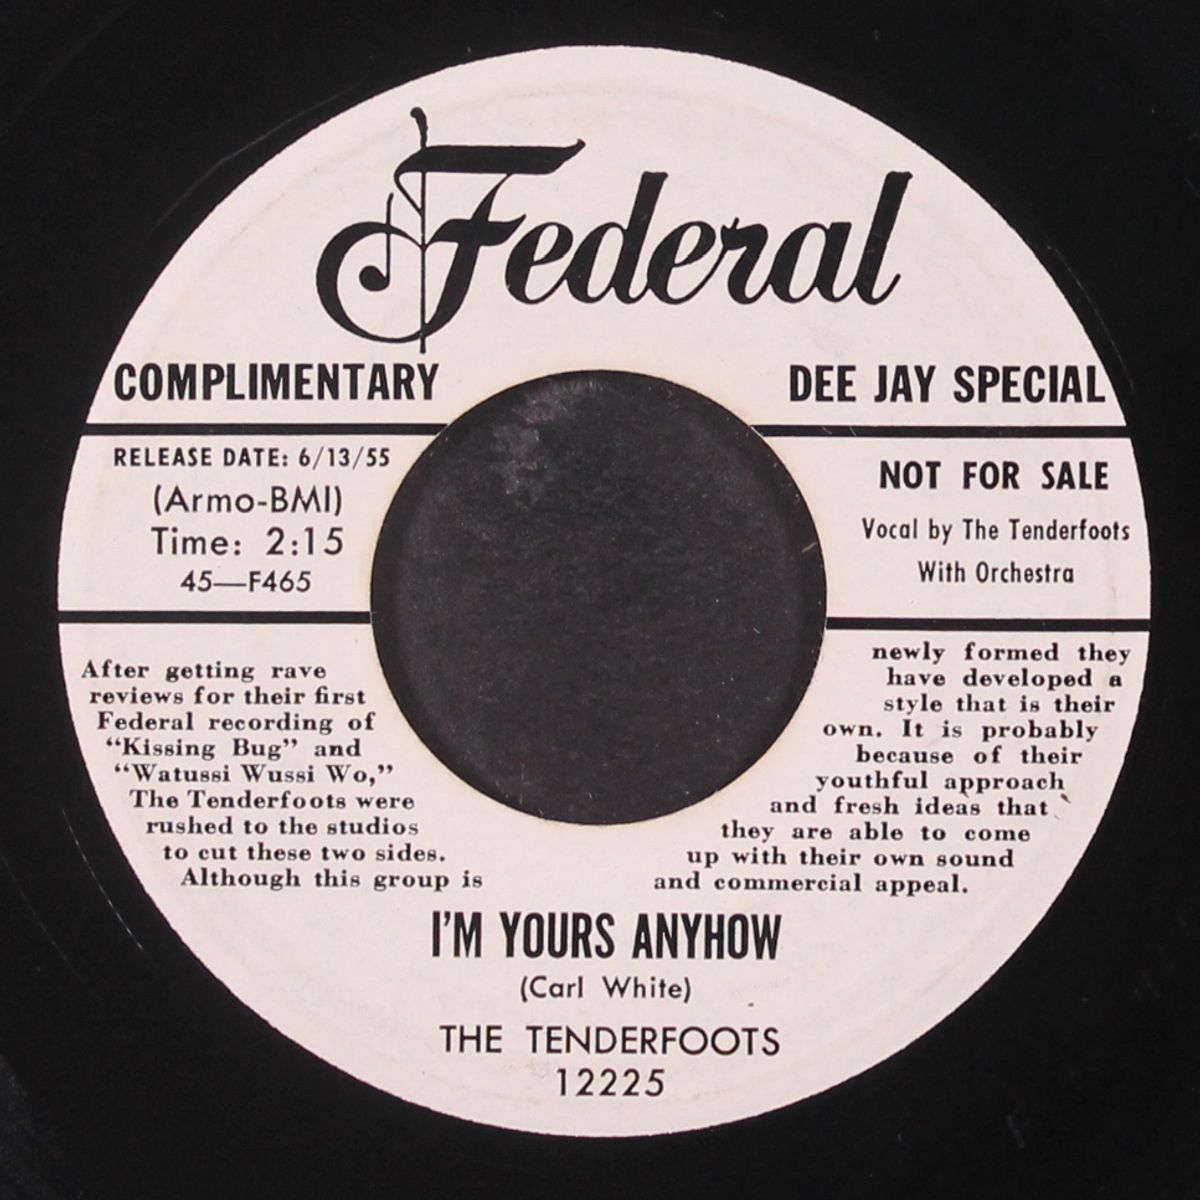 Federal
COMPLIMENTARY
DEE JAY SPECIAL
RELEASE DATE: 6/13/55
(Armo-BMI)
Time: 2:15
45—F465
NOT FOR SALE
Vocal by The Tenderfoots
With Orchestra
After getting rave
reviews for their first
Federal recording of
“Kissing Bug” and
“Watussi Wussi Wo,”
The Tenderfoots were
rushed to the studios
to cut these two sides.
Although this group is
newly formed they
have developed a
style that is their
own. It is probably
because of their
youthful approach
and fresh ideas that
they are able to come
up with their own sound
and commercial appeal.
I'M YOURS ANYHOW
(Carl White)
THE TENDERFOOTS
12225